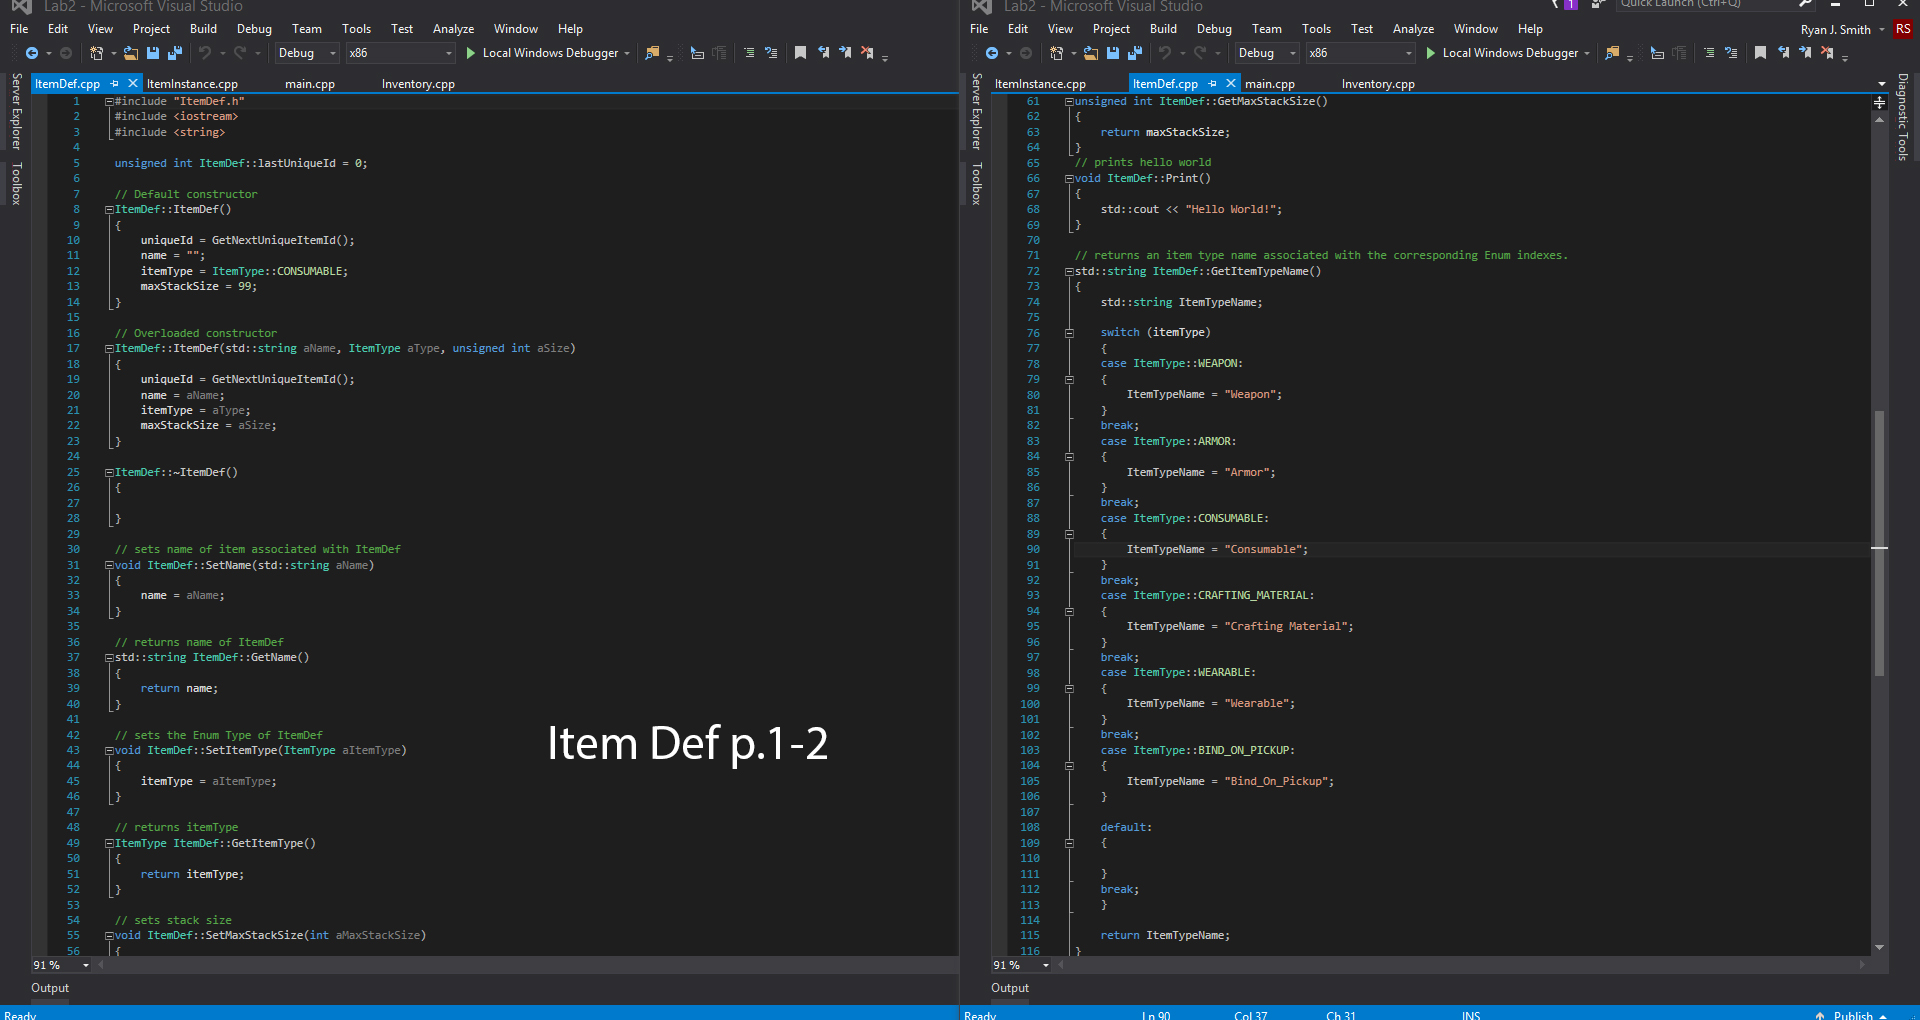 Lab2 - Microsoft Visual Studio
File Edit View Project Build Debug Team Tools Test Analyze Window Help
Debug x86 Local Windows Debugger
Server Explorer
Toolbox
ItemDef.cpp ItemInstance.cpp main.cpp Inventory.cpp
1 #include "ItemDef.h"
2 #include <iostream>
3 #include <string>
4
5 unsigned int ItemDef::lastUniqueId = 0;
6
7 // Default constructor
8 ItemDef::ItemDef()
9 {
10 uniqueId = GetNextUniqueItemId();
11 name = "";
12 itemType = ItemType::CONSUMABLE;
13 maxStackSize = 99;
14 }
15
16 // Overloaded constructor
17 ItemDef::ItemDef(std::string aName, ItemType aType, unsigned int aSize)
18 {
19 uniqueId = GetNextUniqueItemId();
20 name = aName;
21 itemType = aType;
22 maxStackSize = aSize;
23 }
24
25 ItemDef::~ItemDef()
26 {
27
28 }
29
30 // sets name of item associated with ItemDef
31 void ItemDef::SetName(std::string aName)
32 {
33 name = aName;
34 }
35
36 // returns name of ItemDef
37 std::string ItemDef::GetName()
38 {
39 return name;
40 }
41
42 // sets the Enum Type of ItemDef
43 void ItemDef::SetItemType(ItemType aItemType)
44 {
45 itemType = aItemType;
46 }
47
48 // returns itemType
49 ItemType ItemDef::GetItemType()
50 {
51 return itemType;
52 }
53
54 // sets stack size
55 void ItemDef::SetMaxStackSize(int aMaxStackSize)
56 {
91 %
Output
Ready
Item Def p.1-2
Lab2 - Microsoft Visual Studio
1 Quick Launch (Ctrl+Q)
File Edit View Project Build Debug Team Tools Test Analyze Window Help
Ryan J. Smith RS
Debug x86 Local Windows Debugger
Server Explorer
Toolbox
Diagnostic Tools
ItemInstance.cpp ItemDef.cpp main.cpp Inventory.cpp
61 unsigned int ItemDef::GetMaxStackSize()
62 {
63 return maxStackSize;
64 }
65 // prints hello world
66 void ItemDef::Print()
67 {
68 std::cout << "Hello World!";
69 }
70
71 // returns an item type name associated with the corresponding Enum indexes.
72 std::string ItemDef::GetItemTypeName()
73 {
74 std::string ItemTypeName;
75
76 switch (itemType)
77 {
78 case ItemType::WEAPON:
79 {
80 ItemTypeName = "Weapon";
81 }
82 break;
83 case ItemType::ARMOR:
84 {
85 ItemTypeName = "Armor";
86 }
87 break;
88 case ItemType::CONSUMABLE:
89 {
90 ItemTypeName = "Consumable";
91 }
92 break;
93 case ItemType::CRAFTING_MATERIAL:
94 {
95 ItemTypeName = "Crafting Material";
96 }
97 break;
98 case ItemType::WEARABLE:
99 {
100 ItemTypeName = "Wearable";
101 }
102 break;
103 case ItemType::BIND_ON_PICKUP:
104 {
105 ItemTypeName = "Bind_On_Pickup";
106 }
107
108 default:
109 {
110
111 }
112 break;
113 }
114
115 return ItemTypeName;
116 }
91 %
Output
Ready Ln 90 Col 37 Ch 31 INS Publish